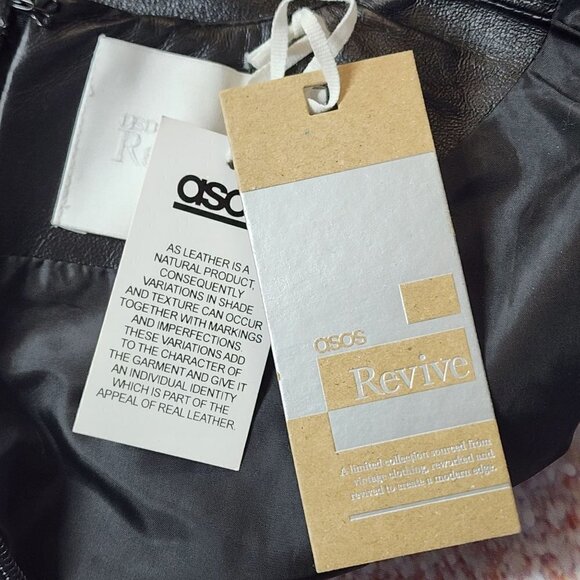 asos
AS LEATHER IS A
NATURAL PRODUCT,
CONSEQUENTLY
VARIATIONS IN SHADE
AND TEXTURE CAN OCCUR
TOGETHER WITH MARKINGS
AND IMPERFECTIONS
THESE VARIATIONS ADD
TO THE CHARACTER OF
THE GARMENT AND GIVE IT
AN INDIVIDUAL IDENTITY
WHICH IS PART OF THE
APPEAL OF REAL LEATHER.
asos
Revive
A limited collection sourced from
vintage clothing, reworked and
revived to create a modern edge.